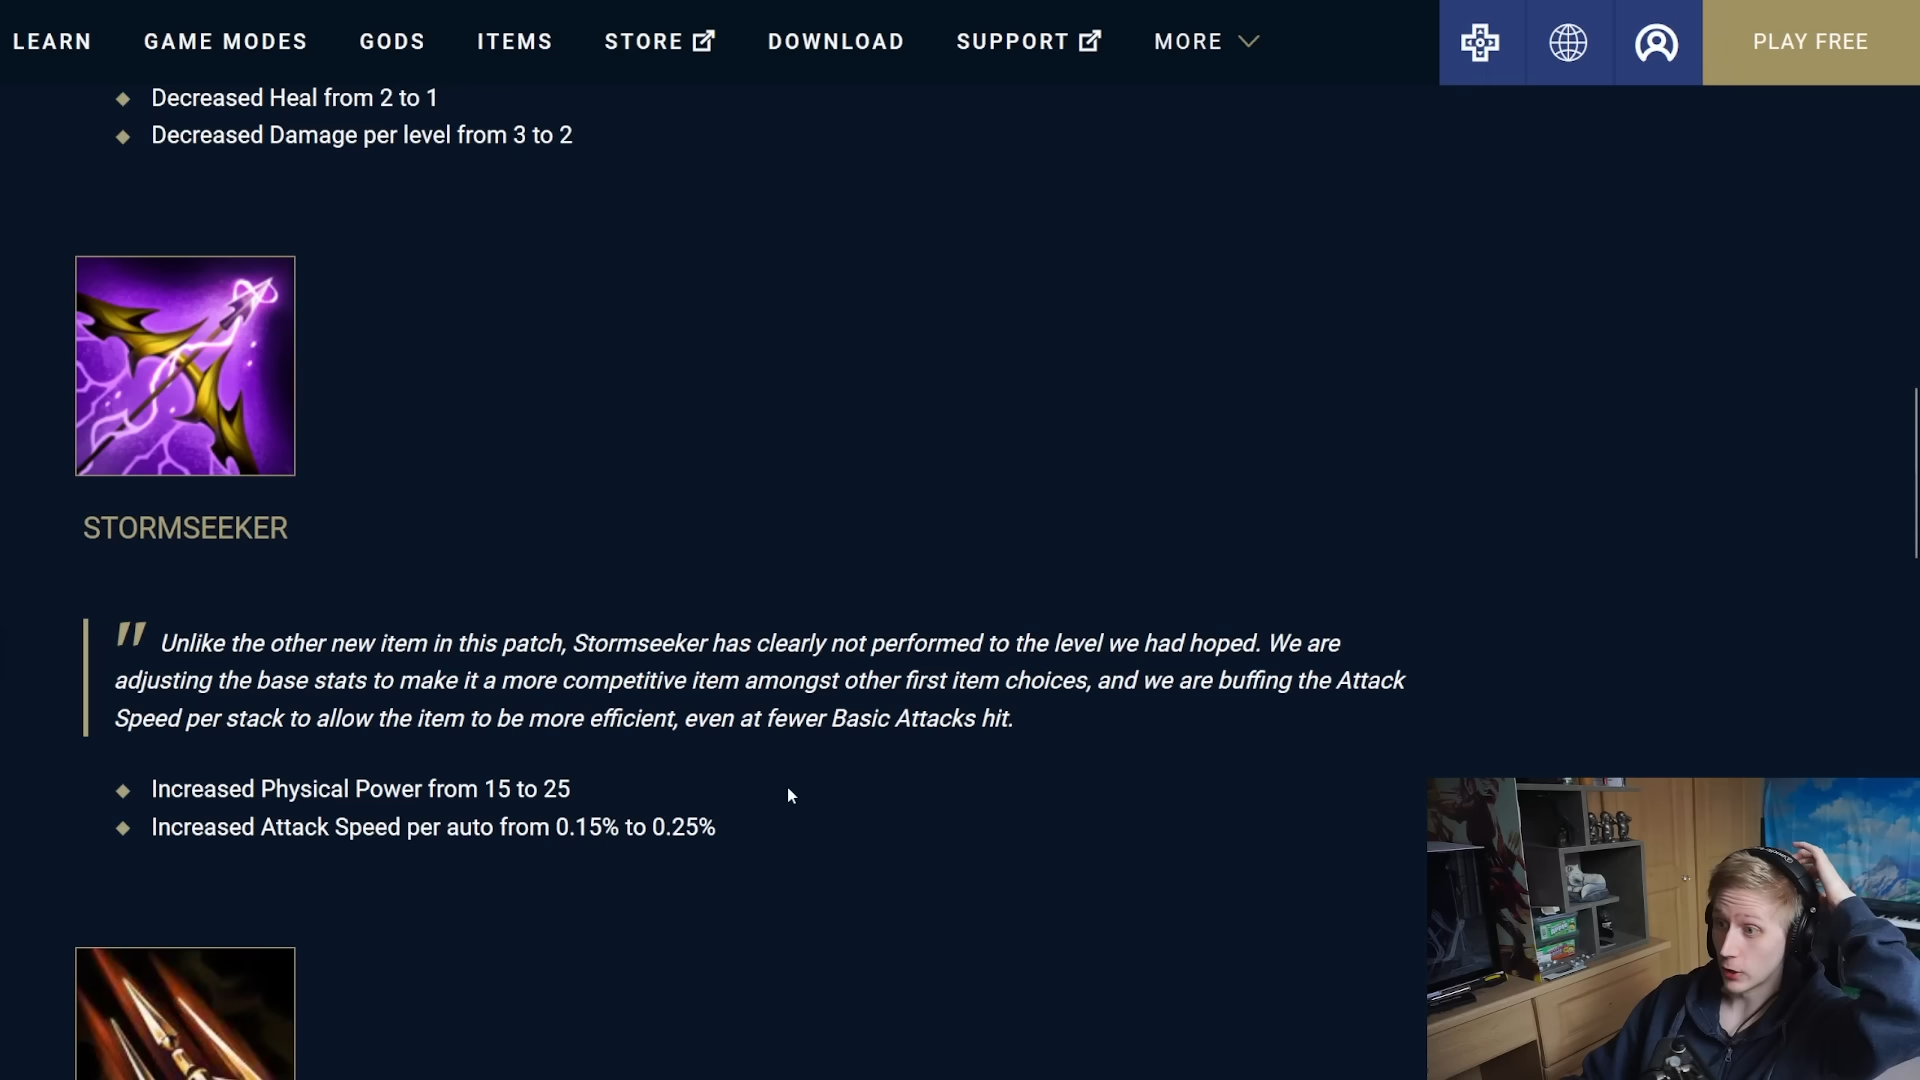 LEARN GAME MODES GODS ITEMS STORE DOWNLOAD SUPPORT MORE PLAY FREE
Decreased Heal from 2 to 1
Decreased Damage per level from 3 to 2
STORMSEEKER
" Unlike the other new item in this patch, Stormseeker has clearly not performed to the level we had hoped. We are
adjusting the base stats to make it a more competitive item amongst other first item choices, and we are buffing the Attack
Speed per stack to allow the item to be more efficient, even at fewer Basic Attacks hit.
Increased Physical Power from 15 to 25
Increased Attack Speed per auto from 0.15% to 0.25%